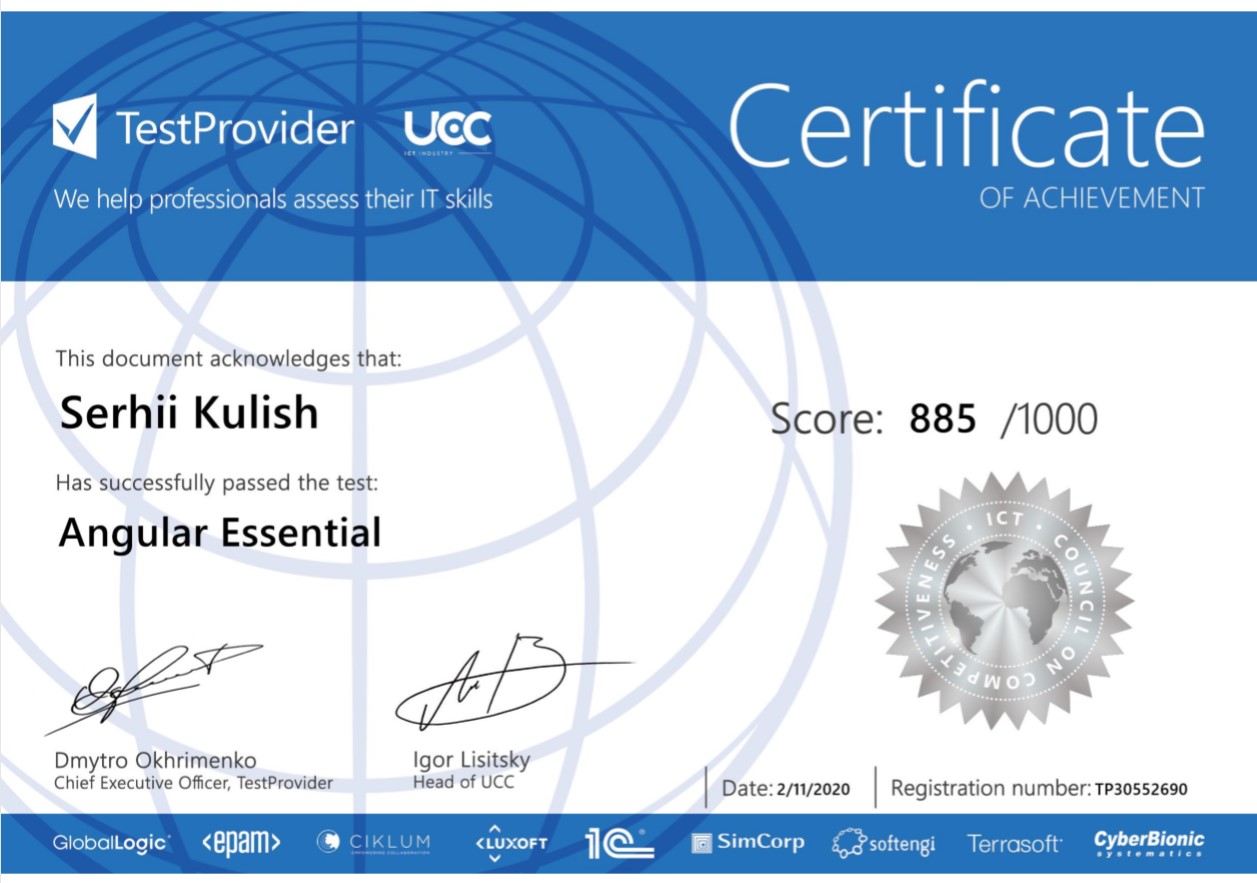 TestProvider UCC
ICT INDUSTRY
We help professionals assess their IT skills
Certificate
OF ACHIEVEMENT
This document acknowledges that:
Serhii Kulish
Score: 885 /1000
Has successfully passed the test:
Angular Essential
ICT • COUNCIL ON COMPETITIVENESS •
Dmytro Okhrimenko
Chief Executive Officer, TestProvider
Igor Lisitsky
Head of UCC
Date: 2/11/2020
Registration number: TP30552690
GlobalLogic® <epam> CIKLUM <LUXOFT 1C® SimCorp softengi Terrasoft CyberBionic
EMPOWERING COLLABORATION
systematics